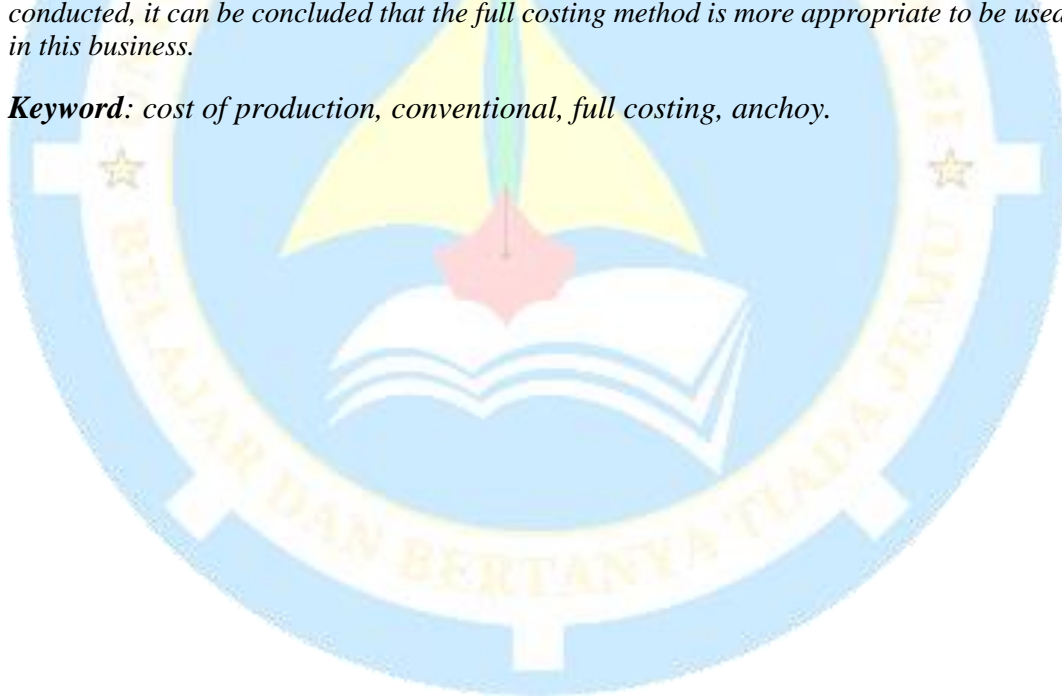 conducted, it can be concluded that the full costing method is more appropriate to be used
in this business.
Keyword: cost of production, conventional, full costing, anchoy.
BELAJAR DAN BERTANYA TIADA JEMU